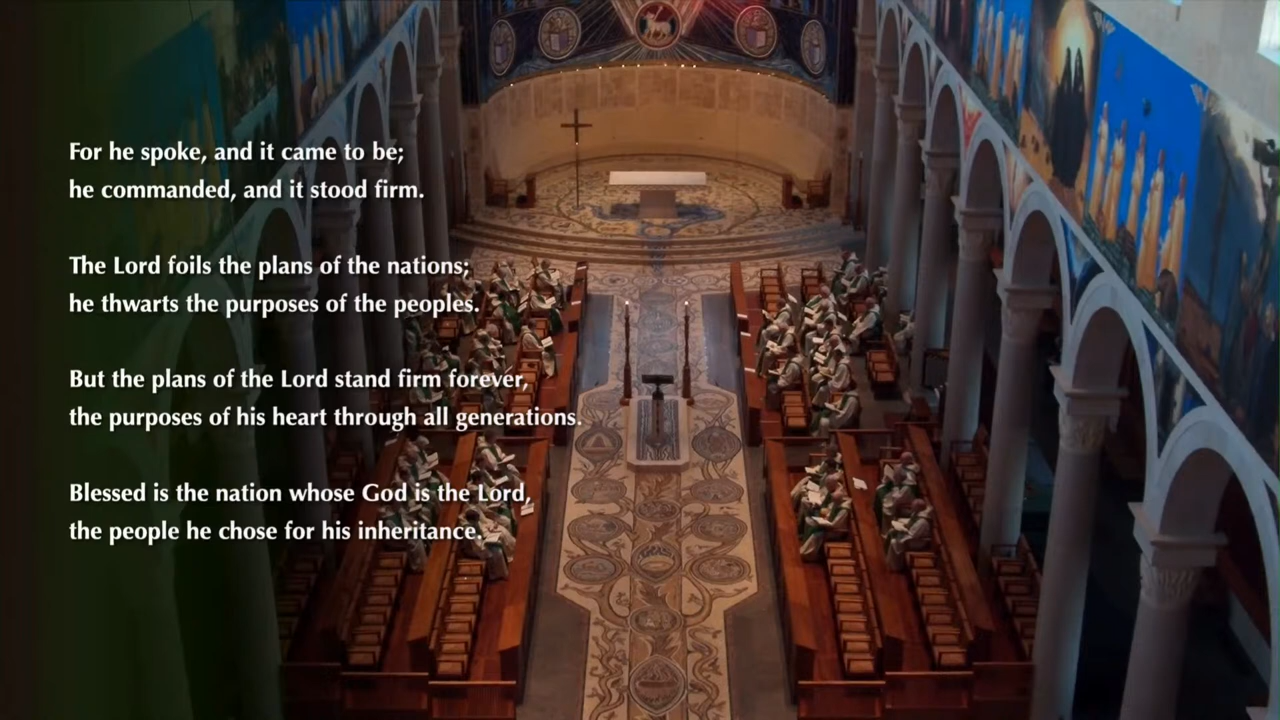 For he spoke, and it came to be;
he commanded, and it stood firm.
The Lord foils the plans of the nations;
he thwarts the purposes of the peoples.
But the plans of the Lord stand firm forever,
the purposes of his heart through all generations.
Blessed is the nation whose God is the Lord,
the people he chose for his inheritance.